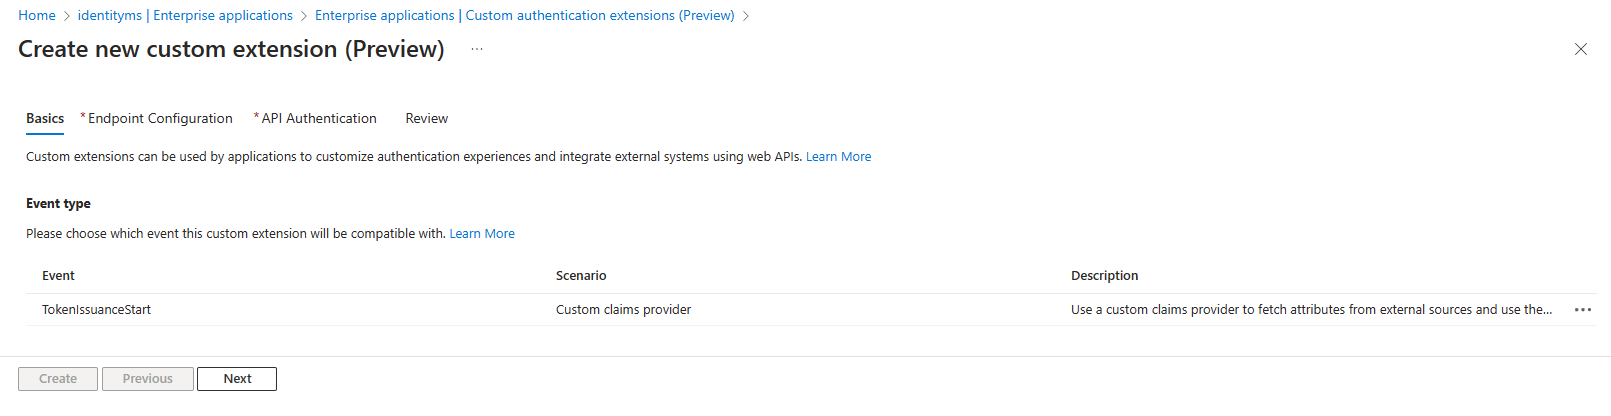 Home > identityms | Enterprise applications > Enterprise applications | Custom authentication extensions (Preview) >
Create new custom extension (Preview) ...
Basics * Endpoint Configuration * API Authentication Review
Custom extensions can be used by applications to customize authentication experiences and integrate external systems using web APIs. Learn More
Event type
Please choose which event this custom extension will be compatible with. Learn More
Event Scenario Description
TokenIssuanceStart Custom claims provider Use a custom claims provider to fetch attributes from external sources and use the... ...
Create Previous Next